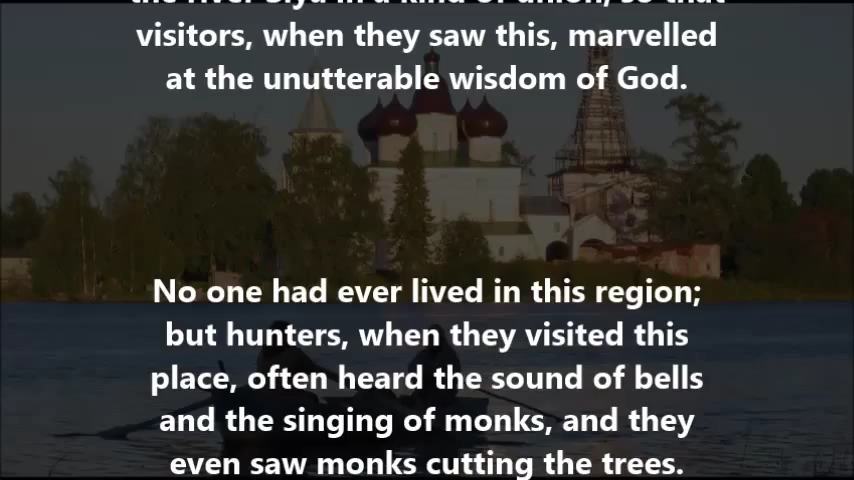 the river Siya in a kind of union, so that
visitors, when they saw this, marvelled
at the unutterable wisdom of God.
No one had ever lived in this region;
but hunters, when they visited this
place, often heard the sound of bells
and the singing of monks, and they
even saw monks cutting the trees.